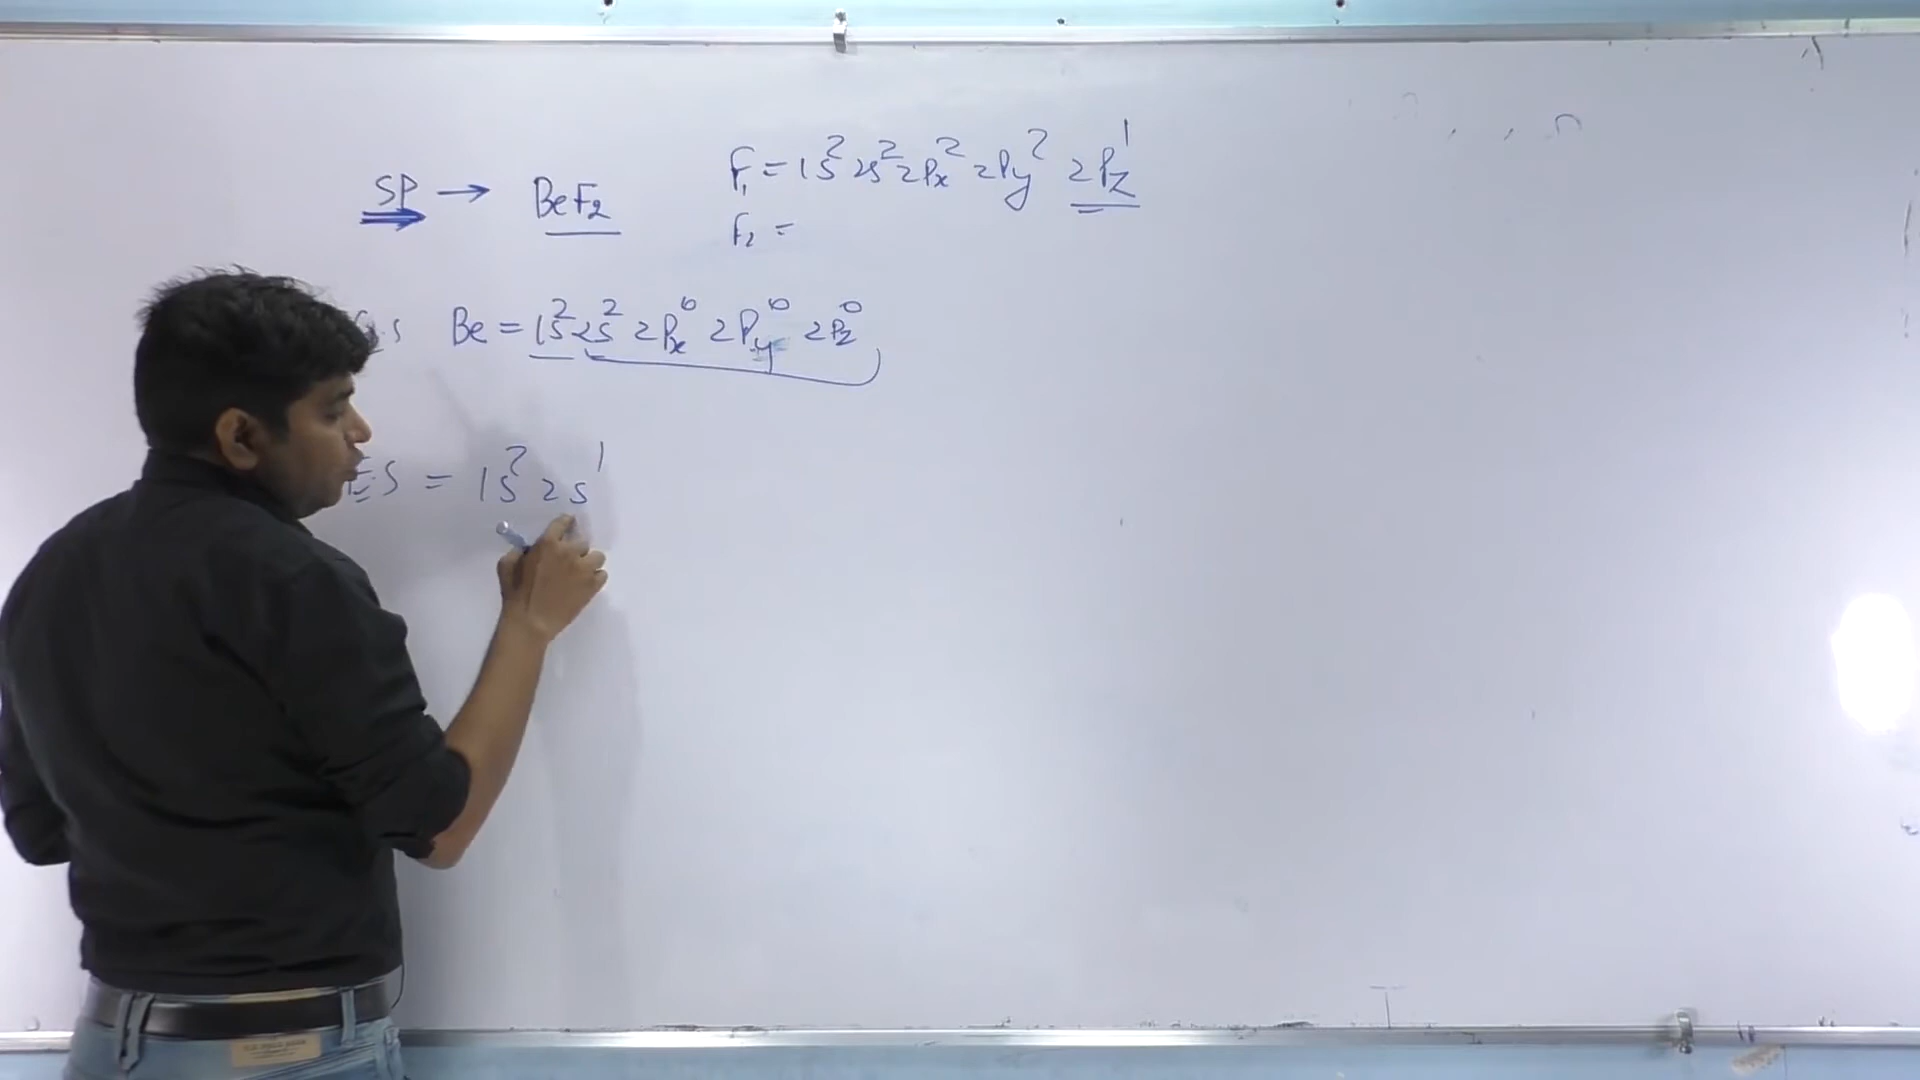 SP → BeF₂
F₁ = 1s² 2s² 2Px² 2Py² 2Pz¹
F₂ =
G.S Be = 1s² 2s² 2Px⁰ 2Py⁰ 2Pz⁰
E.S = 1s² 2s¹